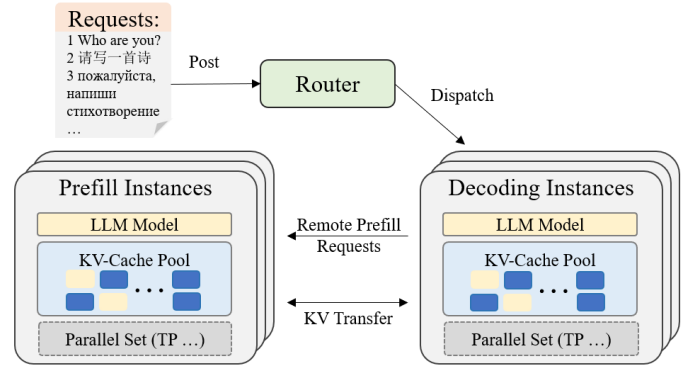 Requests:
1 Who are you?
2 请写一首诗
3 пожалуйста,
напиши
стихотворение
…
Post
Router
Dispatch
Prefill Instances
LLM Model
KV-Cache Pool
…
Parallel Set (TP …)
Remote Prefill
Requests
KV Transfer
Decoding Instances
LLM Model
KV-Cache Pool
…
Parallel Set (TP …)